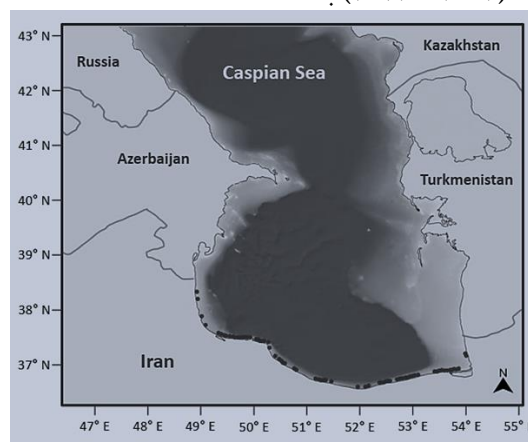 43° N
42° N
41° N
40° N
39° N
38° N
37° N
Russia
Caspian Sea
Kazakhstan
Azerbaijan
Turkmenistan
Iran
N
47° E
48° E
49° E
50° E
51° E
52° E
53° E
54° E
55°